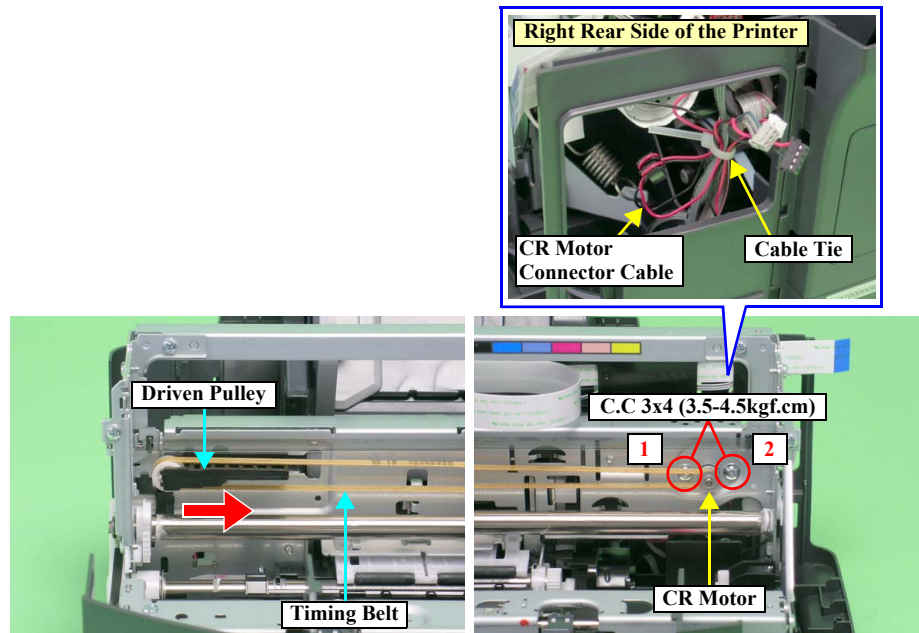 Right Rear Side of the Printer
CR Motor
Connector Cable
Cable Tie
Driven Pulley
C.C 3x4 (3.5-4.5kgf.cm)
1
2
Timing Belt
CR Motor